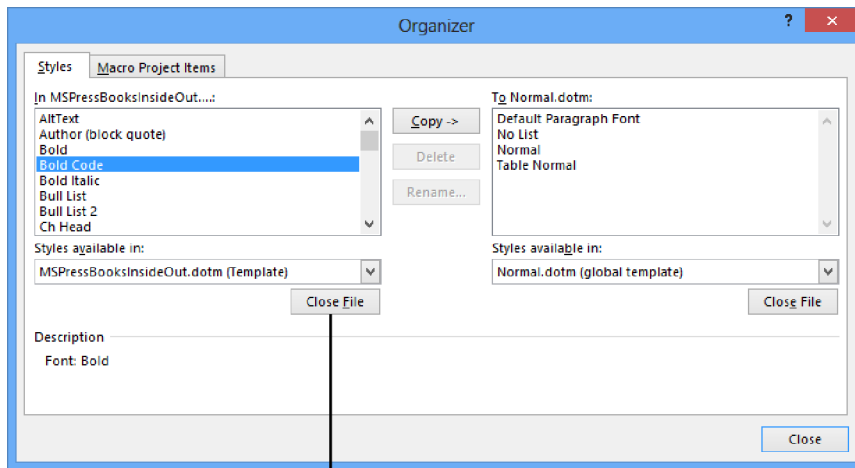 Organizer
?
Styles
Macro Project Items
In MSPressBooksInsideOut....:
AltText
Author (block quote)
Bold
Bold Code
Bold Italic
Bull List
Bull List 2
Ch Head
Styles available in:
MSPressBooksInsideOut.dotm (Template)
Close File
Copy ->
Delete
Rename...
To Normal.dotm:
Default Paragraph Font
No List
Normal
Table Normal
Styles available in:
Normal.dotm (global template)
Close File
Description
Font: Bold
Close